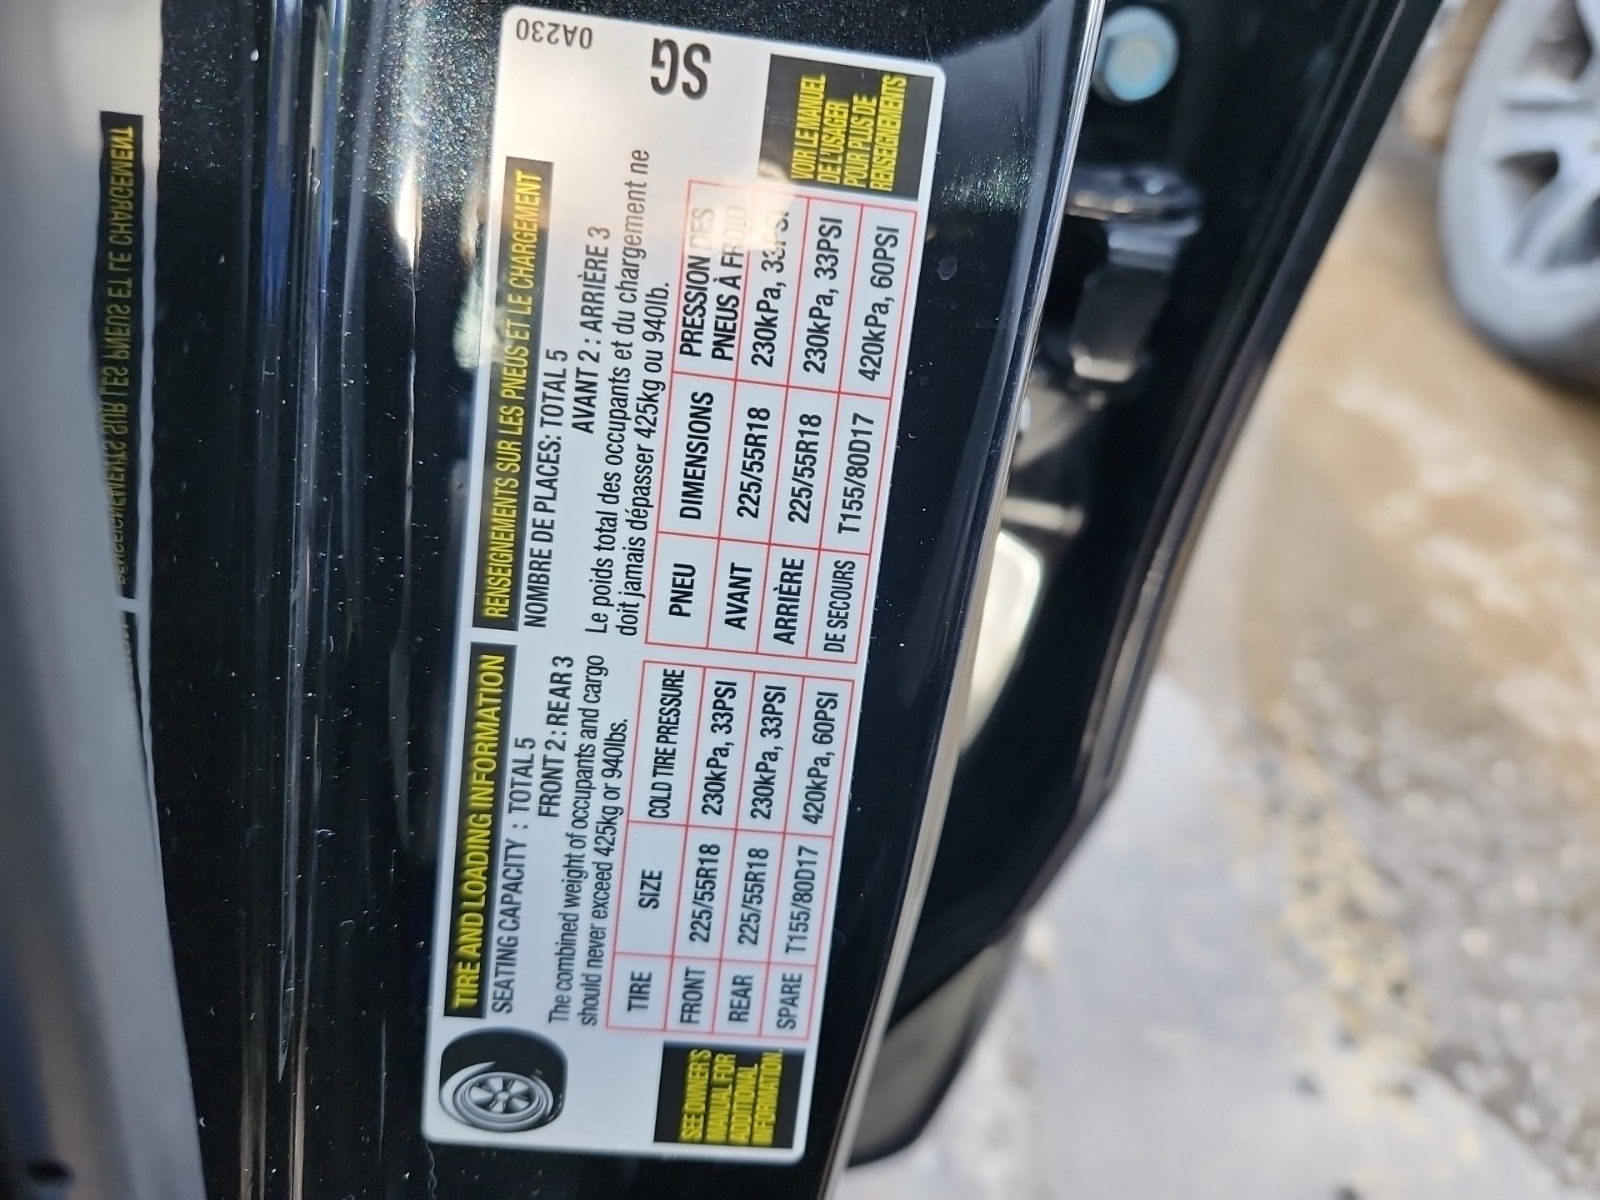 TIRE AND LOADING INFORMATION
SEATING CAPACITY : TOTAL 5
FRONT 2 : REAR 3
The combined weight of occupants and cargo
should never exceed 425kg or 940lbs.
TIRE SIZE COLD TIRE PRESSURE
FRONT 225/55R18 230kPa, 33PSI
REAR 225/55R18 230kPa, 33PSI
SPARE T155/80D17 420kPa, 60PSI
SEE OWNER'S
MANUAL FOR
ADDITIONAL
INFORMATION.
RENSEIGNEMENTS SUR LES PNEUS ET LE CHARGEMENT
NOMBRE DE PLACES: TOTAL 5
AVANT 2 : ARRIÈRE 3
Le poids total des occupants et du chargement ne
doit jamais dépasser 425kg ou 940lb.
PNEU DIMENSIONS PRESSION DES
PNEUS À FROID
AVANT 225/55R18 230kPa, 33PSI
ARRIÈRE 225/55R18 230kPa, 33PSI
DE SECOURS T155/80D17 420kPa, 60PSI
VOIR LE MANUEL
DE L'USAGER
POUR PLUS DE
RENSEIGNEMENTS
0A230
SG
RENSEIGNEMENTS SUR LES PNEUS ET LE CHARGEMENT